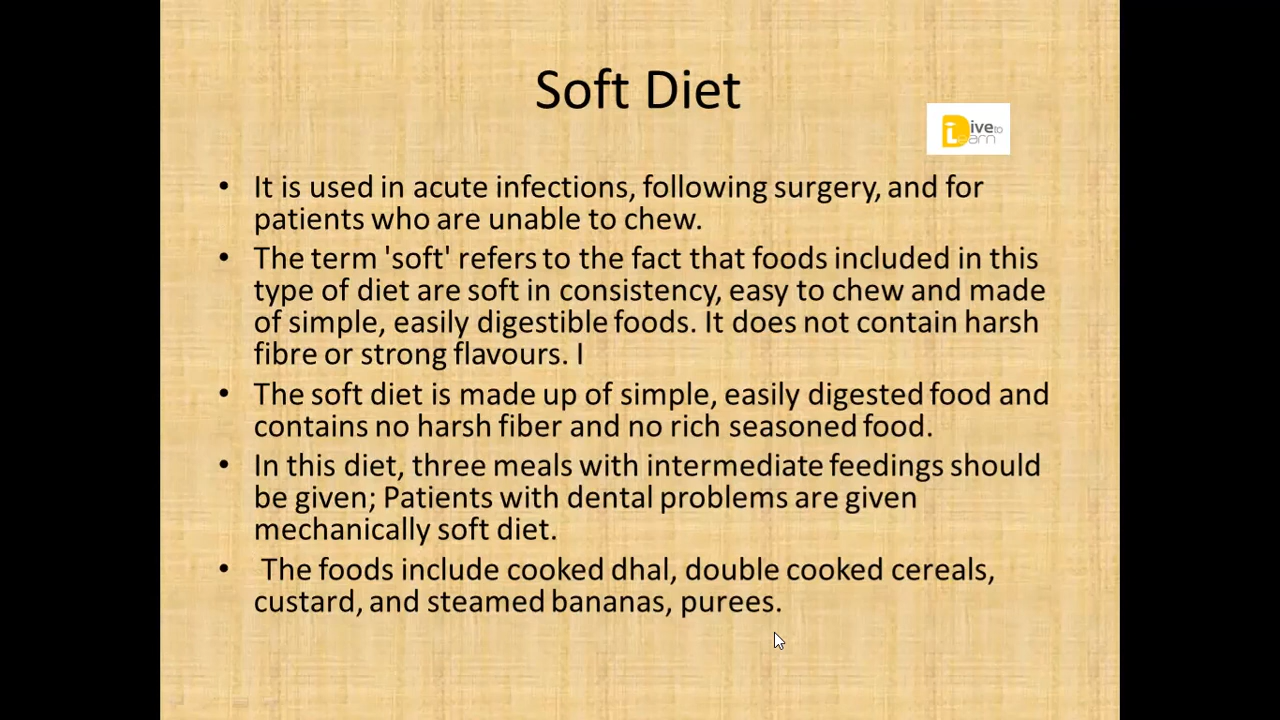 Soft Diet
Dive to
Learn
• It is used in acute infections, following surgery, and for
patients who are unable to chew.
• The term 'soft' refers to the fact that foods included in this
type of diet are soft in consistency, easy to chew and made
of simple, easily digestible foods. It does not contain harsh
fibre or strong flavours. I
• The soft diet is made up of simple, easily digested food and
contains no harsh fiber and no rich seasoned food.
• In this diet, three meals with intermediate feedings should
be given; Patients with dental problems are given
mechanically soft diet.
• The foods include cooked dhal, double cooked cereals,
custard, and steamed bananas, purees.